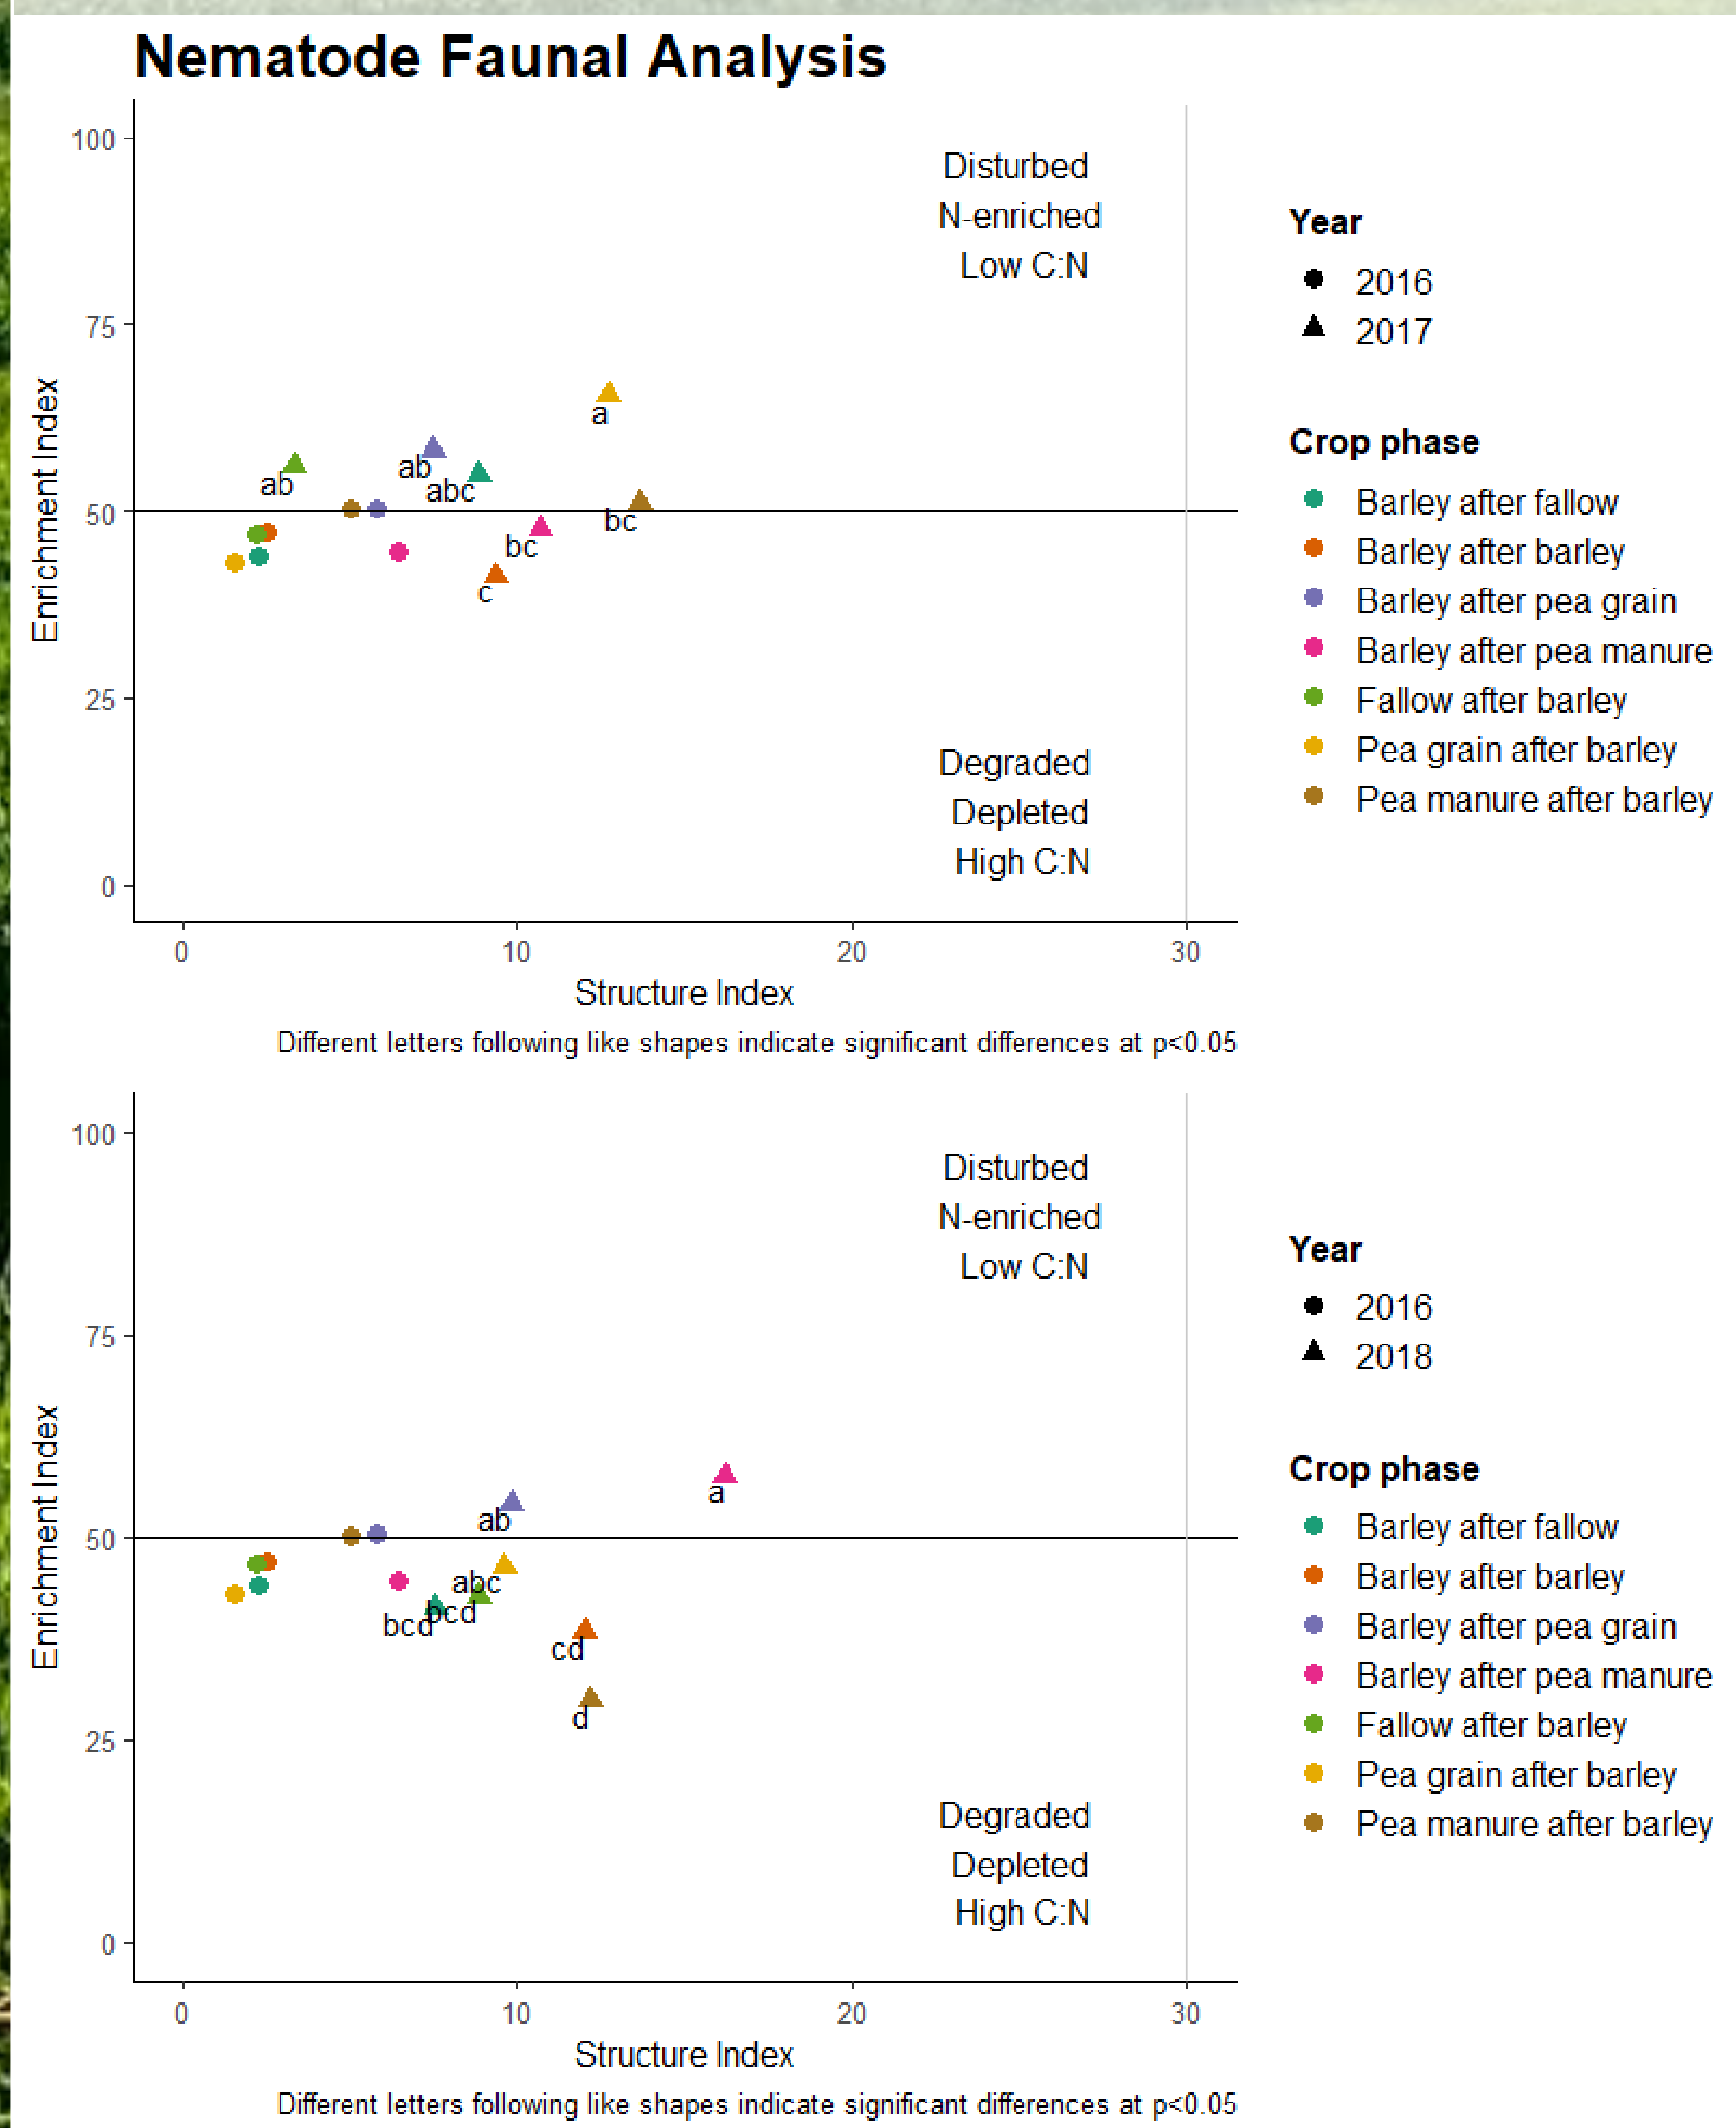 Nematode Faunal Analysis
100
75
50
25
0
Enrichment Index
Disturbed
N-enriched
Low C:N
a
ab
ab
abc
bc
bc
c
Degraded
Depleted
High C:N
0 10 20 30
Structure Index
Different letters following like shapes indicate significant differences at p<0.05
Year
2016
2017
Crop phase
Barley after fallow
Barley after barley
Barley after pea grain
Barley after pea manure
Fallow after barley
Pea grain after barley
Pea manure after barley
100
75
50
25
0
Enrichment Index
Disturbed
N-enriched
Low C:N
a
ab
abc
bcd
bcd
cd
d
Degraded
Depleted
High C:N
0 10 20 30
Structure Index
Different letters following like shapes indicate significant differences at p<0.05
Year
2016
2018
Crop phase
Barley after fallow
Barley after barley
Barley after pea grain
Barley after pea manure
Fallow after barley
Pea grain after barley
Pea manure after barley